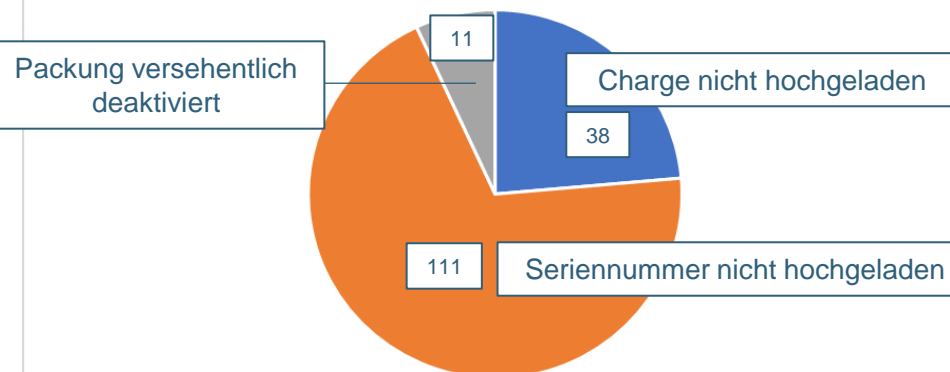 11
Packung versehentlich
deaktiviert
Charge nicht hochgeladen
38
111
Seriennummer nicht hochgeladen